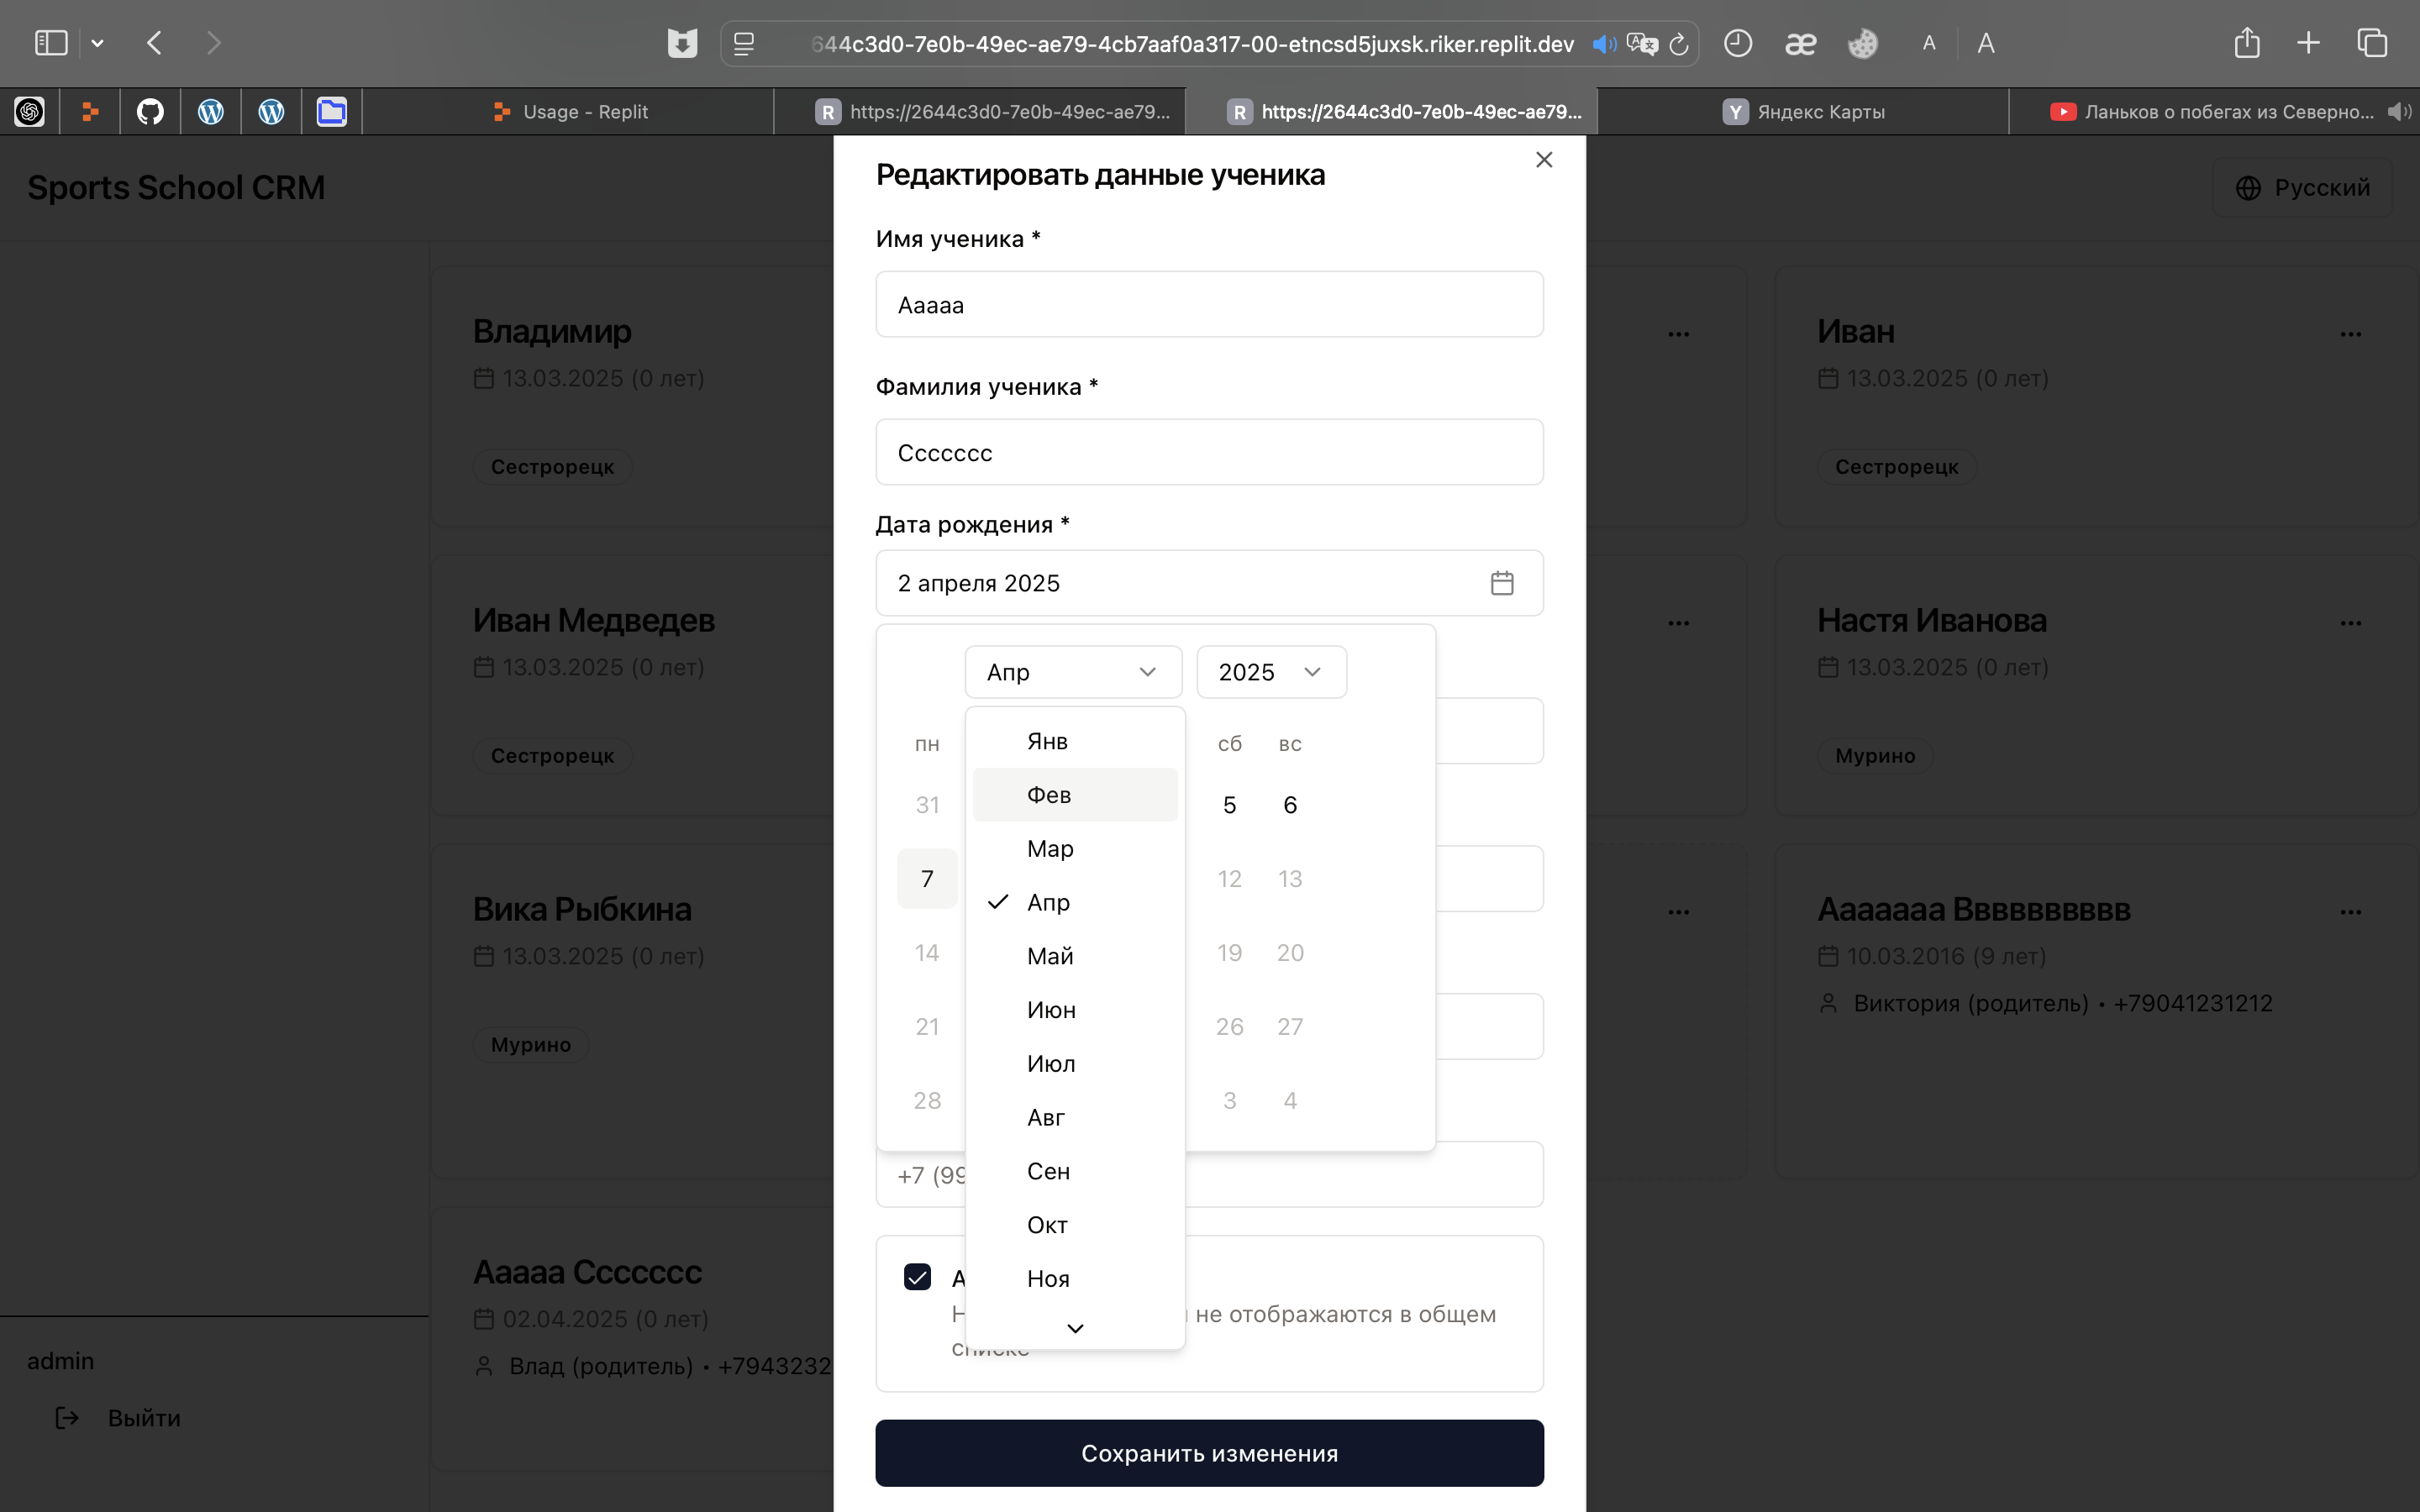 644c3d0-7e0b-49ec-ae79-4cb7aaf0a317-00-etncsd5juxsk.riker.replit.dev
A A
Usage – Replit
R https://2644c3d0-7e0b-49ec-ae79...
R https://2644c3d0-7e0b-49ec-ae79...
Y Яндекс Карты
Ланьков о побегах из Северно...
Sports School CRM
Русский
Владимир
13.03.2025 (0 лет)
Сестрорецк
Иван
13.03.2025 (0 лет)
Сестрорецк
Иван Медведев
13.03.2025 (0 лет)
Сестрорецк
Настя Иванова
13.03.2025 (0 лет)
Мурино
Вика Рыбкина
13.03.2025 (0 лет)
Мурино
Ааааааа Вввввввввв
10.03.2016 (9 лет)
Виктория (родитель) • +79041231212
Ааааа Ссссссс
02.04.2025 (0 лет)
Влад (родитель) • +7943232
admin
Выйти
Редактировать данные ученика
Имя ученика *
Ааааа
Фамилия ученика *
Ссссссс
Дата рождения *
2 апреля 2025
Апр 2025
пн сб вс
31 5 6
7 12 13
14 19 20
21 26 27
28 3 4
Янв
Фев
Мар
Апр
Май
Июн
Июл
Авг
Сен
Окт
Ноя
+7 (99
не отображаются в общем
списке
Сохранить изменения